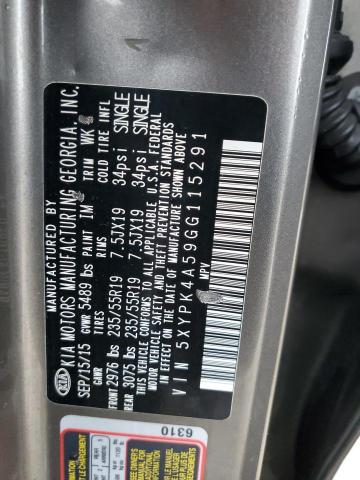 MANUFACTURED BY
KIA KIA MOTORS MANUFACTURING GEORGIA, INC.
SEP/15/15 GVWR 5489 lbs PAINT IM TRIM WK
GAWR TIRES RIMS COLD TIRE INFL
FRONT 2976 lbs 235/55R19 7.5JX19 34psi SINGLE
REAR 3075 lbs 235/55R19 7.5JX19 34psi SINGLE
THIS VEHICLE CONFORMS TO ALL APPLICABLE U.S.A. FEDERAL
MOTOR VEHICLE SAFETY AND THEFT PREVENTION STANDARDS
IN EFFECT ON THE DATE OF MANUFACTURE SHOWN ABOVE.
VIN 5XYPK4A59GG115291
MPV
6310